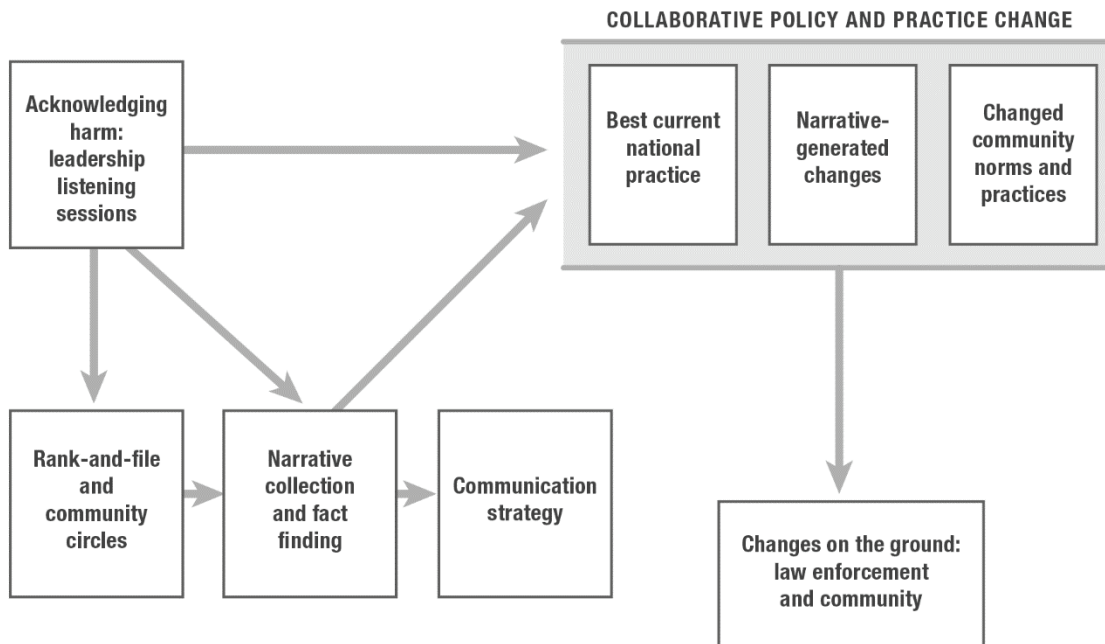 COLLABORATIVE POLICY AND PRACTICE CHANGE
Acknowledging
harm:
leadership
listening
sessions
Best current
national
practice
Narrative-
generated
changes
Changed
community
norms and
practices
Rank-and-file
and
community
circles
Narrative
collection
and fact
finding
Communication
strategy
Changes on the ground:
law enforcement
and community